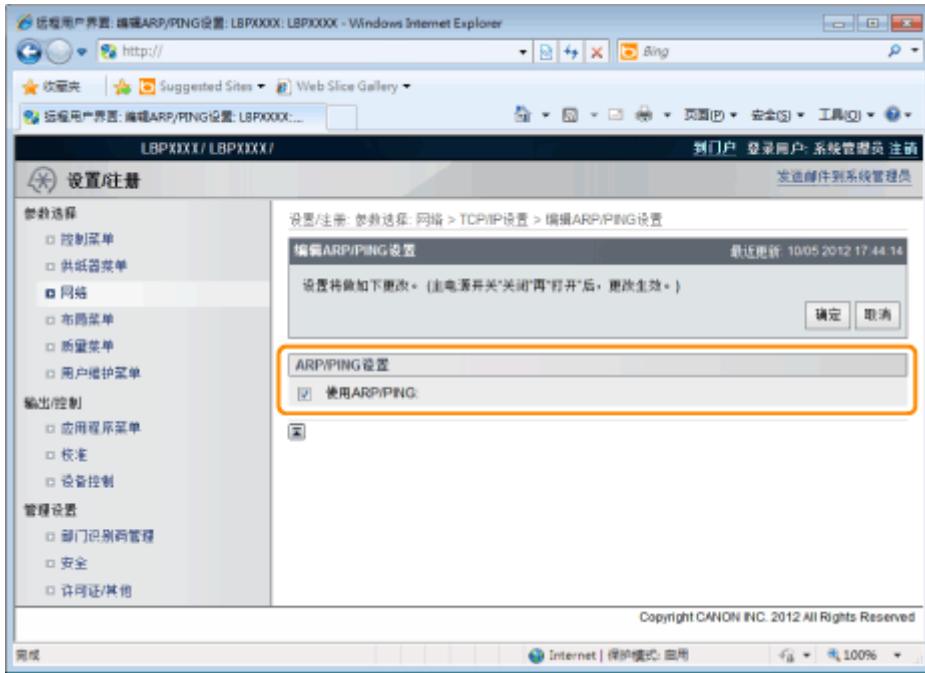 远程用户界面: 编辑ARP/PING设置: LBPXXXX: LBPXXXX - Windows Internet Explorer
http://
Bing
收藏夹 Suggested Sites Web Slice Gallery
远程用户界面: 编辑ARP/PING设置: LBPXXXX:...
页面(P) 安全(S) 工具(O)
LBPXXXX / LBPXXXX/
到门户 登录用户: 系统管理员 注销
设置/注册
发送邮件到系统管理员
参数选择
控制菜单
供纸器菜单
网络
布局菜单
质量菜单
用户维护菜单
输出/控制
应用程序菜单
校准
设备控制
管理设置
部门识别码管理
安全
许可证/其他
设置/注册: 参数选择: 网络 > TCP/IP设置 > 编辑ARP/PING设置
编辑ARP/PING设置
最近更新: 10/05 2012 17:44:14
设置将做如下更改。(主电源开关"关闭"再"打开"后,更改生效。)
确定 取消
ARP/PING设置
使用ARP/PING:
Copyright CANON INC. 2012 All Rights Reserved
完成
Internet | 保护模式: 启用
100%